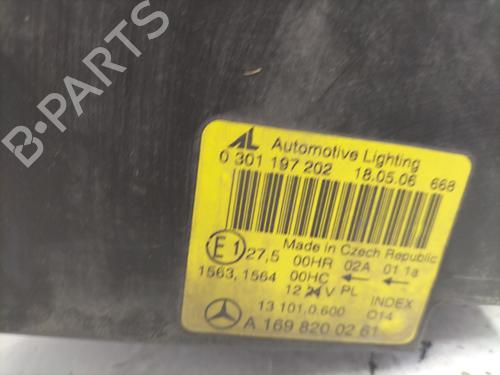 B-PARTS
AL Automotive Lighting
0 301 197 202 18.05.06 668
Made in Czech Republic
E1 27,5 00HR 02A 01 1a
1563, 1564 00HC ← ←
12 V PL INDEX
13 101,0.600 O14
A 169 820 02 61